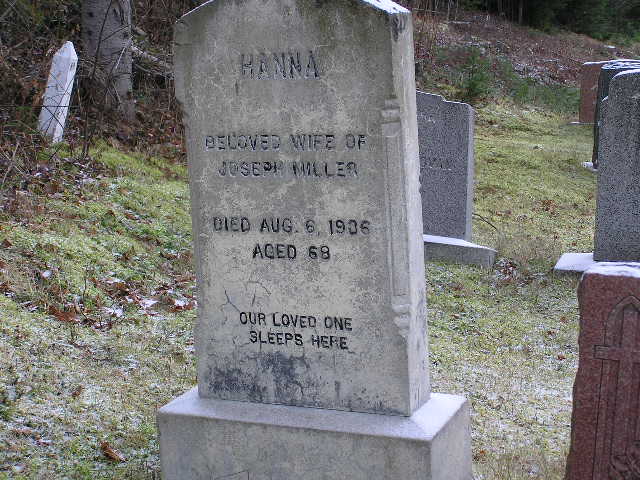 HANNA
BELOVED WIFE OF
JOSEPH MILLER
DIED AUG. 6, 1936
AGED 68
OUR LOVED ONE
SLEEPS HERE